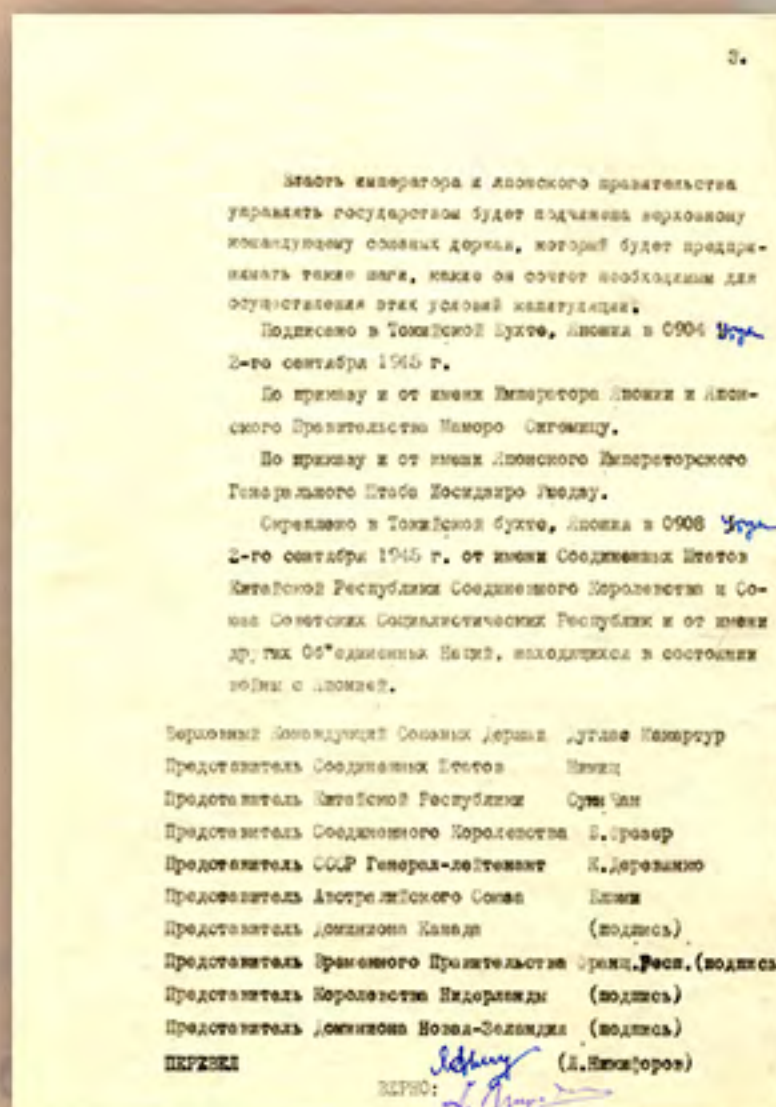 3.
Власть императора и японского правительства
управлять государством будет подчинена верховному
командующему союзных держав, который будет предпри-
нимать такие шаги, какие он сочтет необходимым для
осуществления этих условий капитуляции.
Подписано в Токийской бухте, Япония в 0904
2-го сентября 1945 г.
По приказу и от имени Императора Японии и Япон-
ского Правительства Маморо Сигемицу.
По приказу и от имени Японского Императорского
Генерального Штаба Иосидзиро Умедзу.
Скреплено в Токийской бухте, Япония в 0908
2-го сентября 1945 г. от имени Соединенных Штатов
Китайской Республики Соединенного Королевства и Со-
юза Советских Социалистических Республик и от имени
других Об"единенных Наций, находящихся в состоянии
войны с Японией.
Верховный Командующий Союзных Держав Дуглас Макартур
Представитель Соединенных Штатов Нимиц
Представитель Китайской Республики Сун Чан
Представитель Соединенного Королевства Б.Фрезер
Представитель СССР Генерал-лейтенант К.Деревянко
Представитель Австралийского Союза Блэми
Представитель Доминиона Канада (подпись)
Представитель Временного Правительства Франц.Респ.(подпись
Представитель Королевства Нидерланды (подпись)
Представитель Доминиона Новая-Зеландия (подпись)
ПЕРЕВЕЛ (Л.Никифоров)
ВЕРНО: